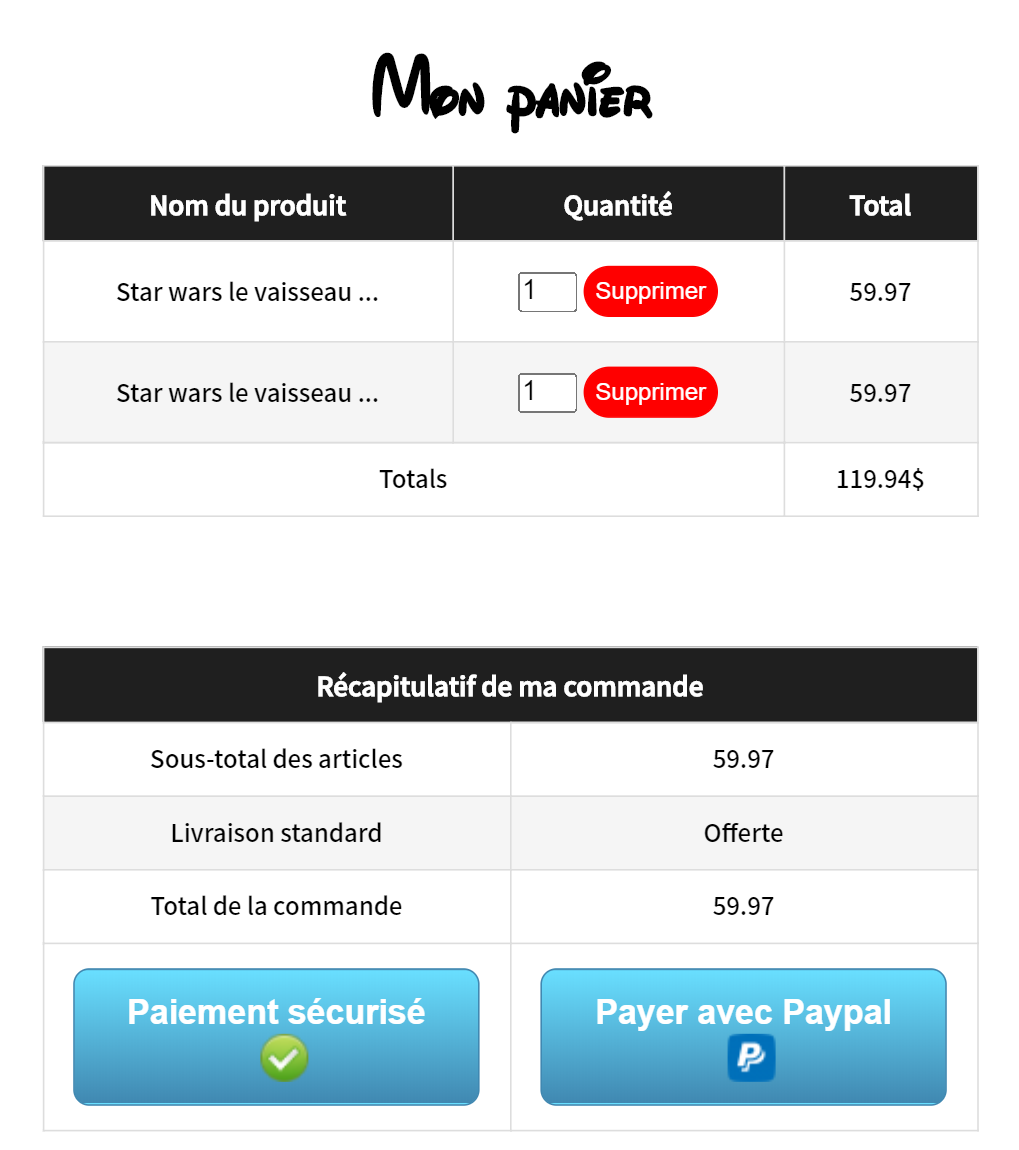 Mon panier
Nom du produit Quantité Total
Star wars le vaisseau ... 1 Supprimer 59.97
Star wars le vaisseau ... 1 Supprimer 59.97
Totals 119.94$
Récapitulatif de ma commande
Sous-total des articles 59.97
Livraison standard Offerte
Total de la commande 59.97
Paiement sécurisé Payer avec Paypal